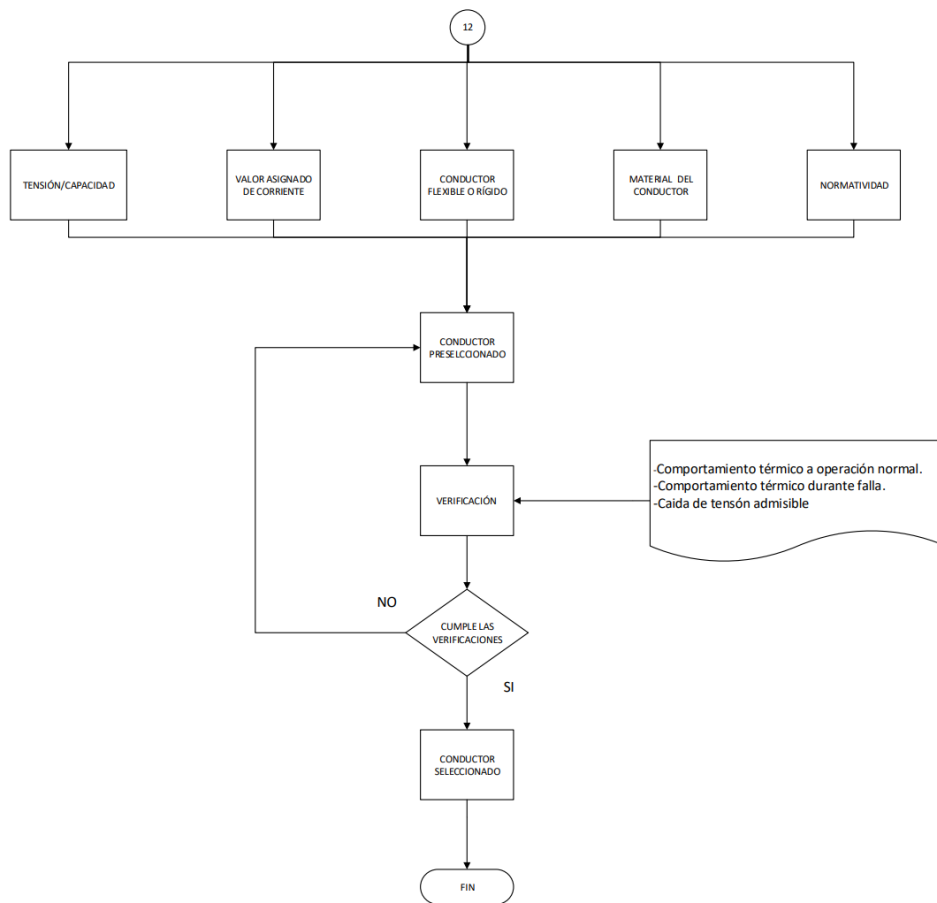 12
TENSIÓN/CAPACIDAD
VALOR ASIGNADO
DE CORRIENTE
CONDUCTOR
FLEXIBLE O RÍGIDO
MATERIAL DEL
CONDUCTOR
NORMATIVIDAD
CONDUCTOR
PRESELCCIONADO
-Comportamiento térmico a operación normal.
-Comportamiento térmico durante falla.
-Caida de tensón admisible
VERIFICACIÓN
NO
CUMPLE LAS
VERIFICACIONES
SI
CONDUCTOR
SELECCIONADO
FIN